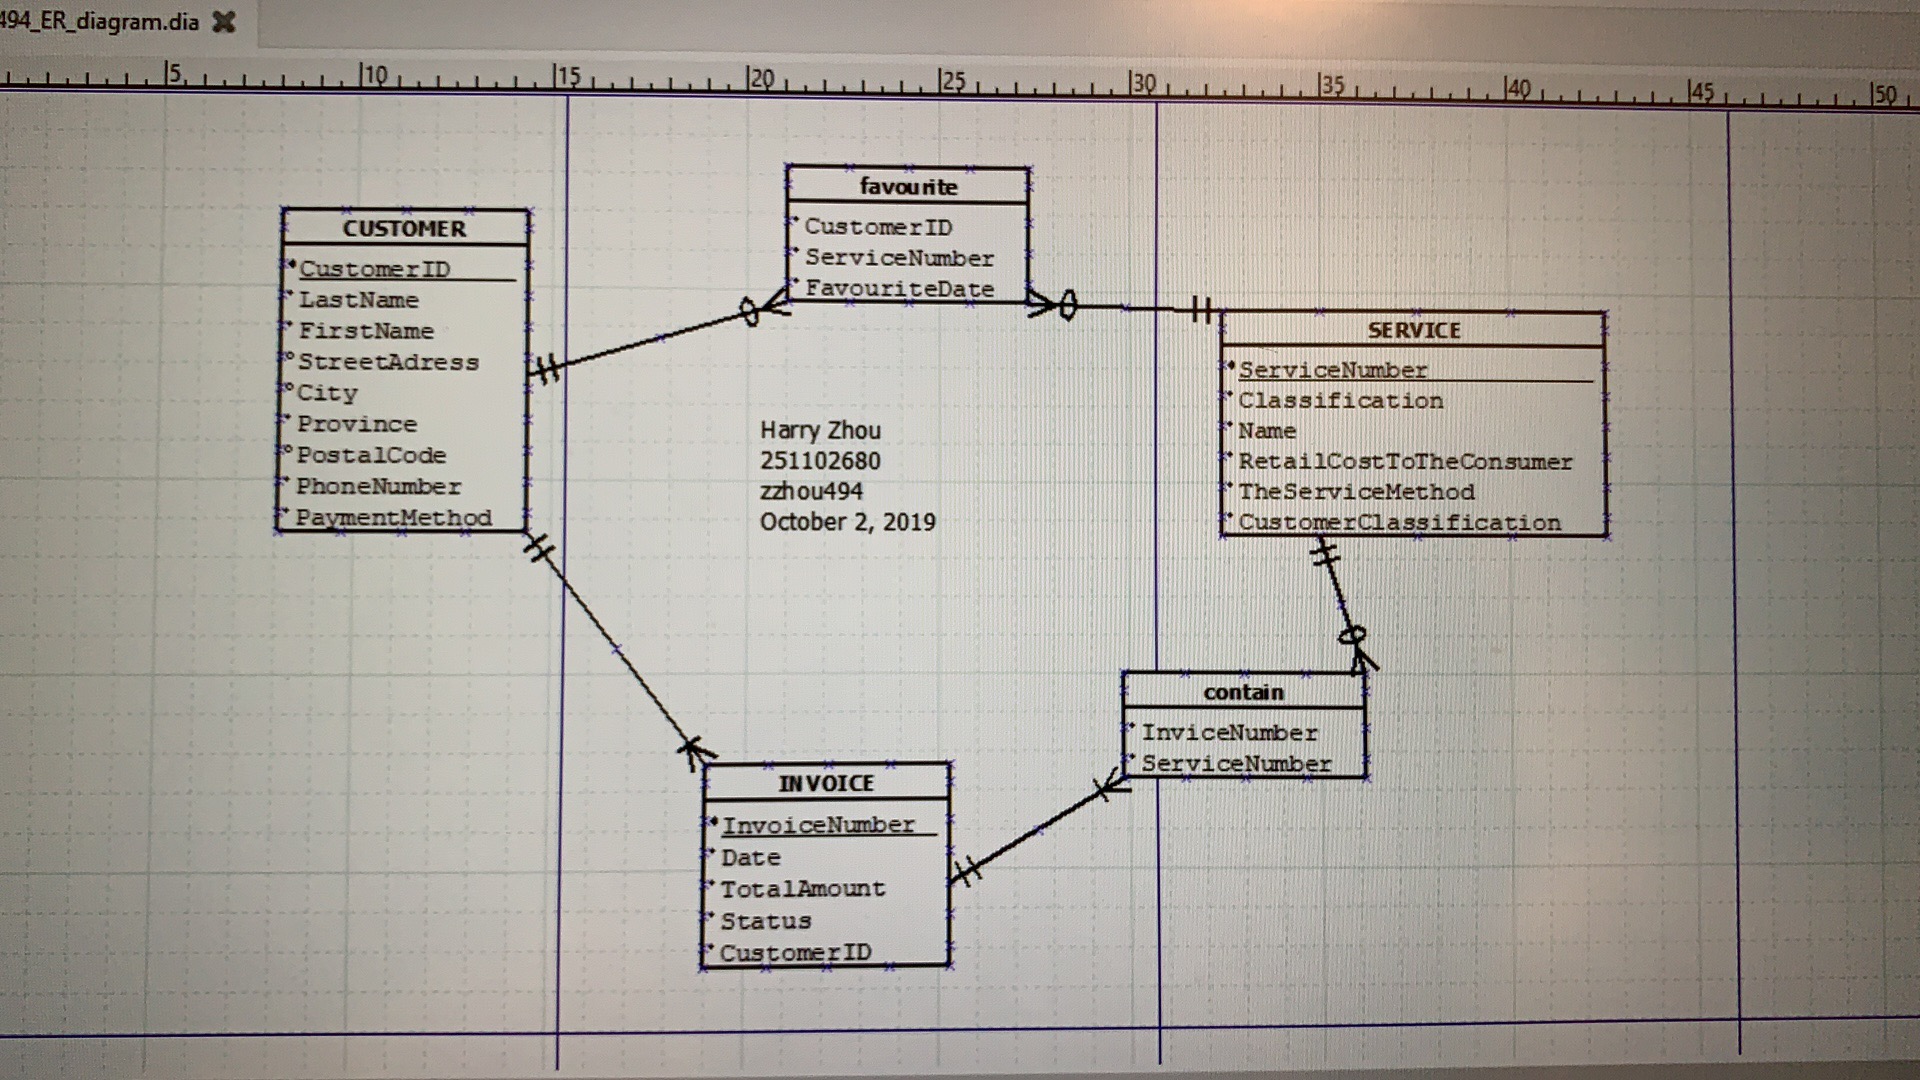 494_ER_diagram.dia
5 10 15 20 25 30 35 40 45 50
favourite
CustomerID
ServiceNumber
FavouriteDate
CUSTOMER
CustomerID
LastName
FirstName
StreetAdress
City
Province
PostalCode
PhoneNumber
PaymentMethod
SERVICE
ServiceNumber
Classification
Name
RetailCostToTheConsumer
TheServiceMethod
CustomerClassification
Harry Zhou
251102680
zzhou494
October 2, 2019
contain
InviceNumber
ServiceNumber
INVOICE
InvoiceNumber
Date
TotalAmount
Status
CustomerID